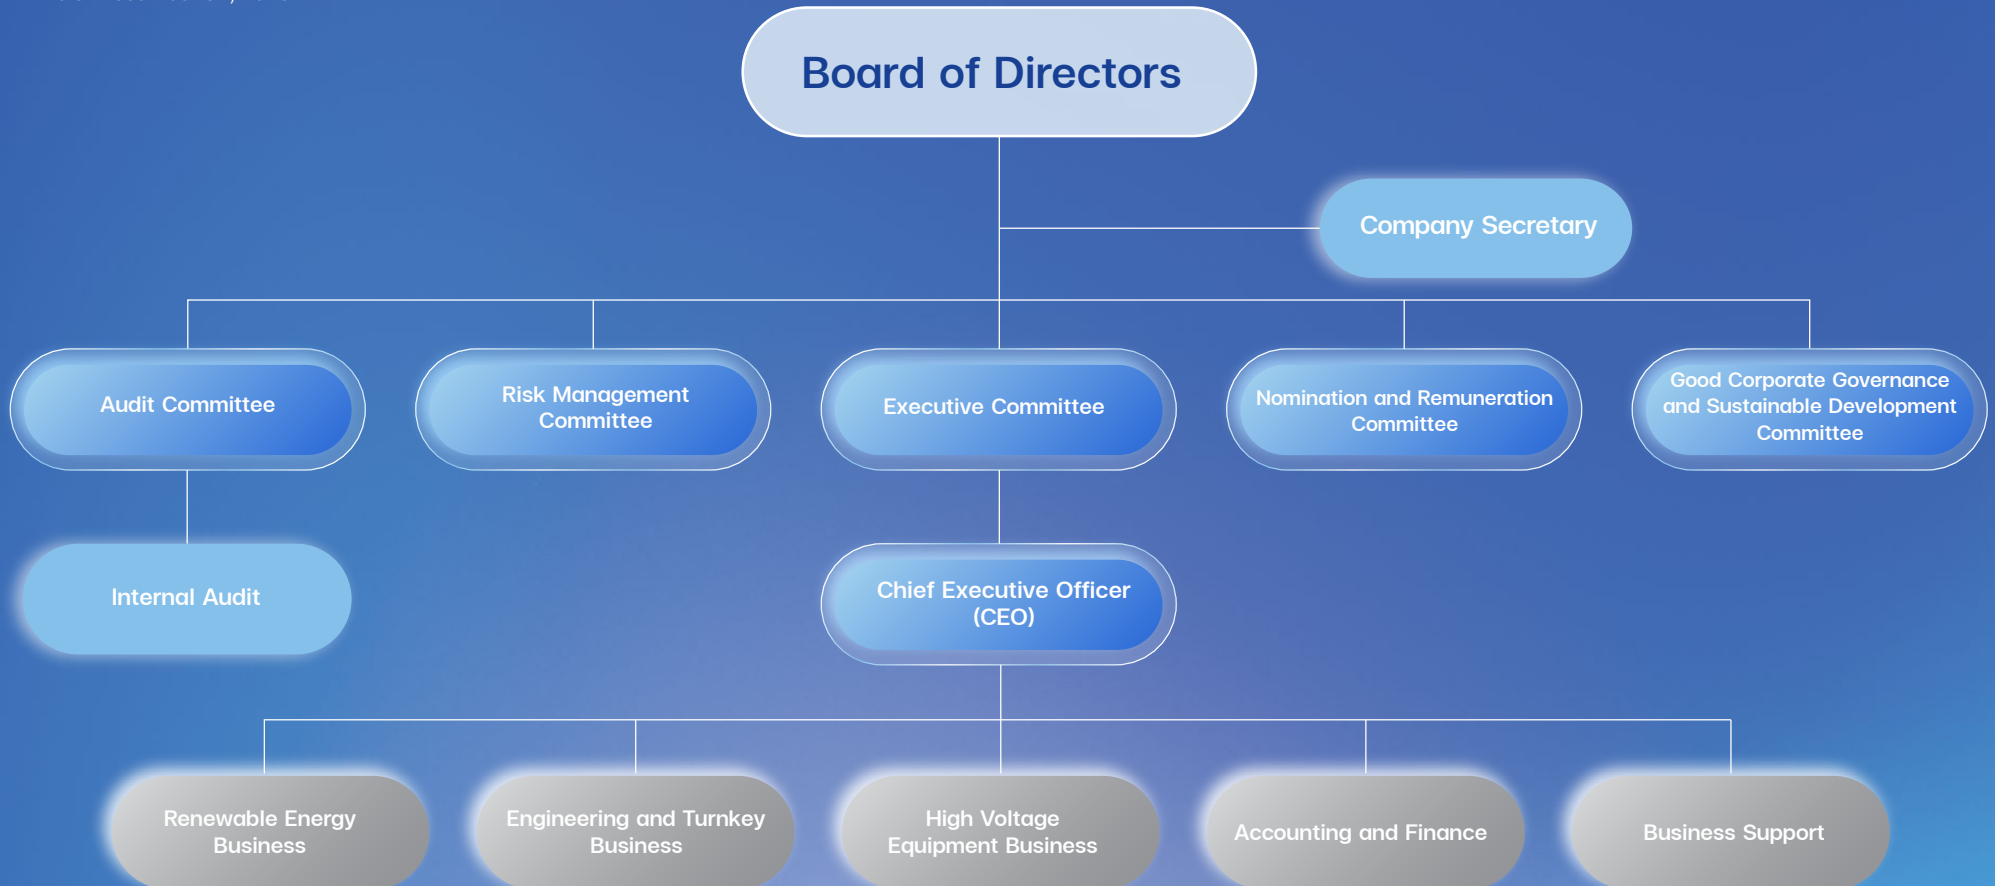 Board of Directors
Company Secretary
Audit Committee
Risk Management
Committee
Executive Committee
Nomination and Remuneration
Committee
Good Corporate Governance
and Sustainable Development
Committee
Internal Audit
Chief Executive Officer
(CEO)
Renewable Energy
Business
Engineering and Turnkey
Business
High Voltage
Equipment Business
Accounting and Finance
Business Support